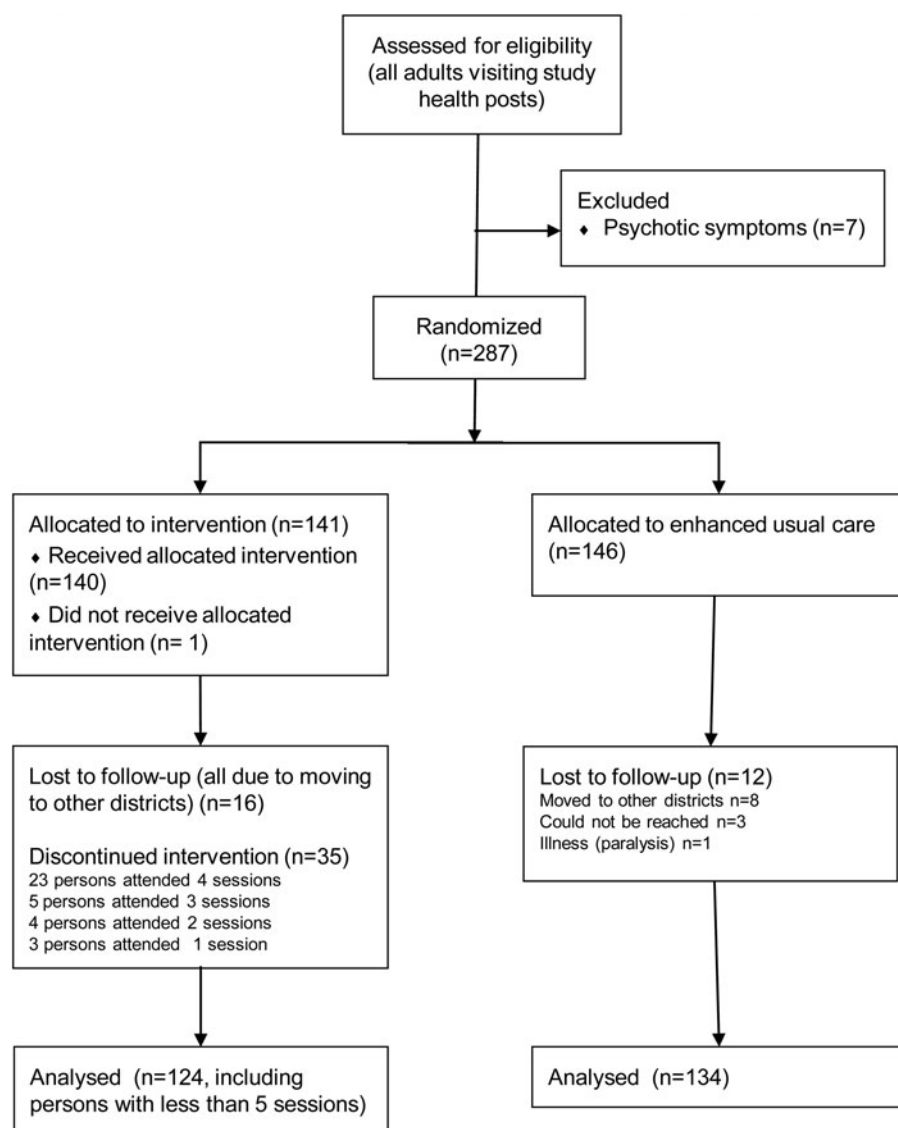 Assessed for eligibility
(all adults visiting study
health posts)
Excluded
♦ Psychotic symptoms (n=7)
Randomized
(n=287)
Allocated to intervention (n=141)
♦ Received allocated intervention
(n=140)
♦ Did not receive allocated
intervention (n= 1)
Allocated to enhanced usual care
(n=146)
Lost to follow-up (all due to moving
to other districts) (n=16)
Discontinued intervention (n=35)
23 persons attended 4 sessions
5 persons attended 3 sessions
4 persons attended 2 sessions
3 persons attended 1 session
Lost to follow-up (n=12)
Moved to other districts n=8
Could not be reached n=3
Illness (paralysis) n=1
Analysed (n=124, including
persons with less than 5 sessions)
Analysed (n=134)